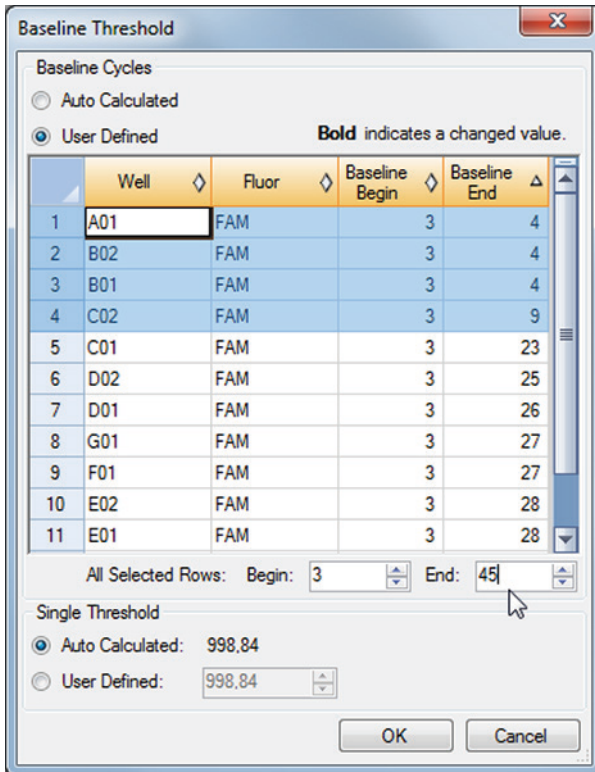 Baseline Threshold
Baseline Cycles
Auto Calculated
User Defined Bold indicates a changed value.
Well Fluor Baseline Begin Baseline End
1 A01 FAM 3 4
2 B02 FAM 3 4
3 B01 FAM 3 4
4 C02 FAM 3 9
5 C01 FAM 3 23
6 D02 FAM 3 25
7 D01 FAM 3 26
8 G01 FAM 3 27
9 F01 FAM 3 27
10 E02 FAM 3 28
11 E01 FAM 3 28
All Selected Rows: Begin: 3 End: 45
Single Threshold
Auto Calculated: 998,84
User Defined: 998,84
OK Cancel